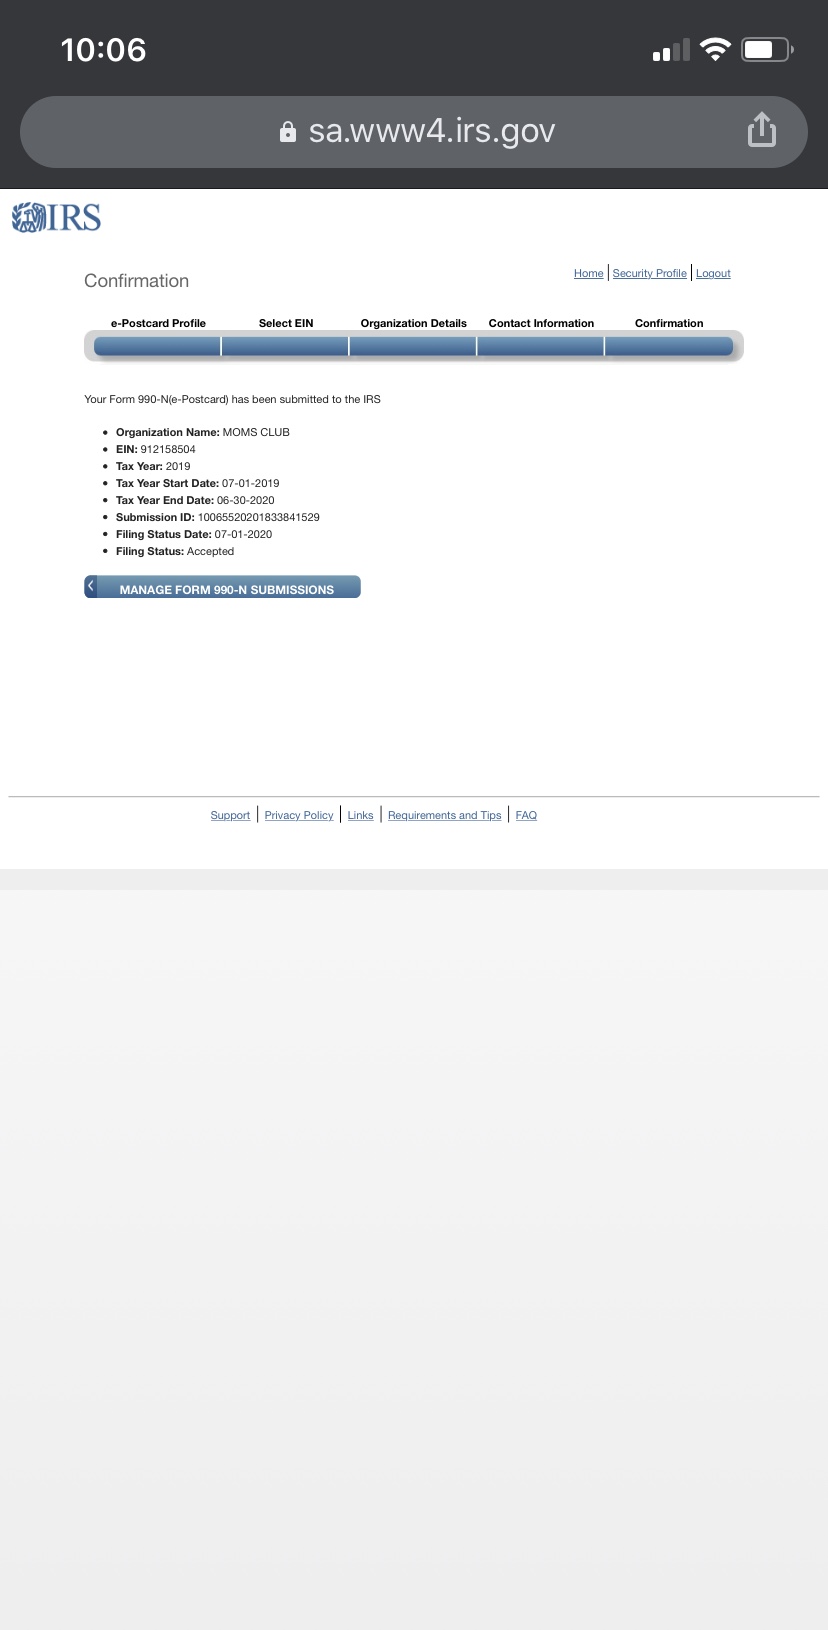 10:06
sa.www4.irs.gov
IRS
Confirmation
Home | Security Profile | Logout
e-Postcard Profile Select EIN Organization Details Contact Information Confirmation
Your Form 990-N(e-Postcard) has been submitted to the IRS
• Organization Name: MOMS CLUB
• EIN: 912158504
• Tax Year: 2019
• Tax Year Start Date: 07-01-2019
• Tax Year End Date: 06-30-2020
• Submission ID: 10065520201833841529
• Filing Status Date: 07-01-2020
• Filing Status: Accepted
MANAGE FORM 990-N SUBMISSIONS
Support | Privacy Policy | Links | Requirements and Tips | FAQ